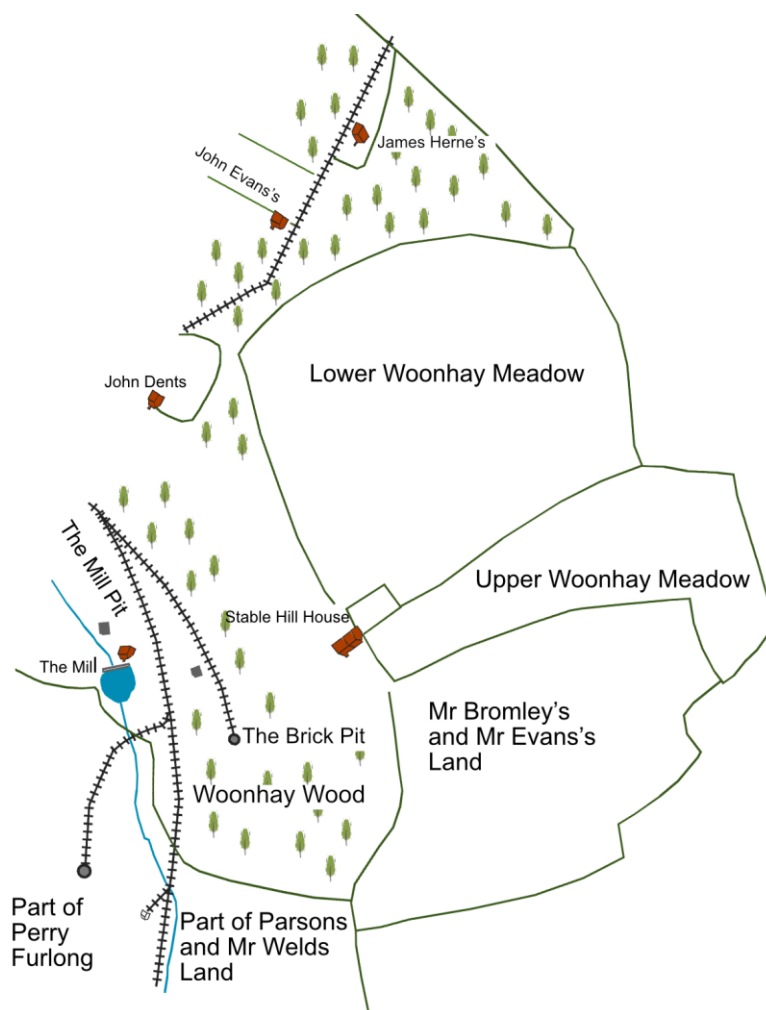 James Herne's
John Evans's
Lower Woonhay Meadow
John Dents
The Mill Pit
Upper Woonhay Meadow
Stable Hill House
The Mill
Mr Bromley's
and Mr Evans's
Land
The Brick Pit
Woonhay Wood
Part of
Perry
Furlong
Part of Parsons
and Mr Welds
Land